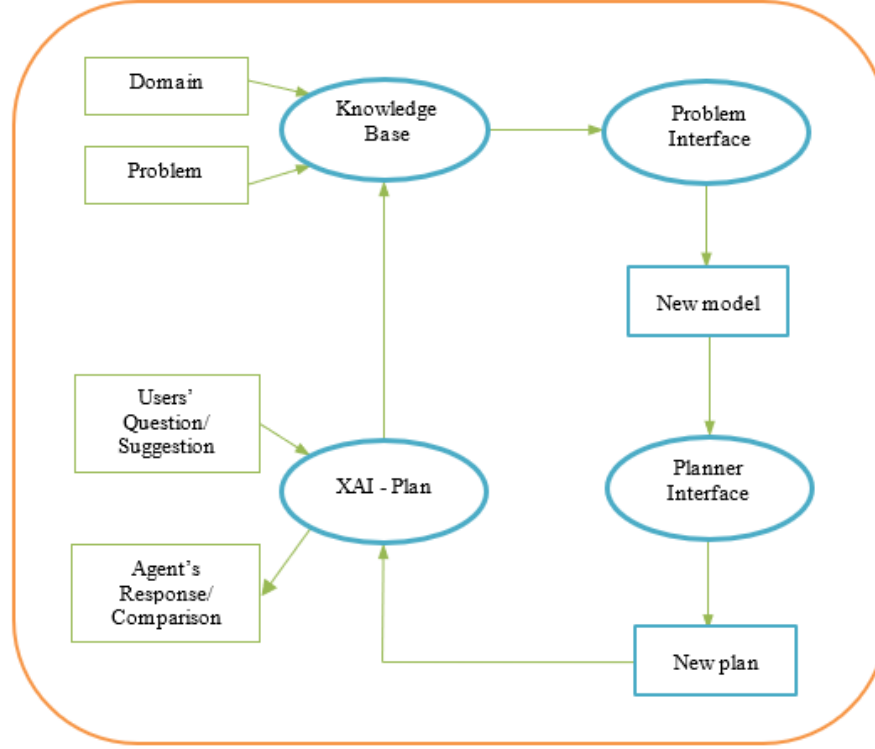 Domain
Knowledge
Base
Problem
Interface
Problem
New model
Users’
Question/
Suggestion
XAI - Plan
Planner
Interface
Agent’s
Response/
Comparison
New plan